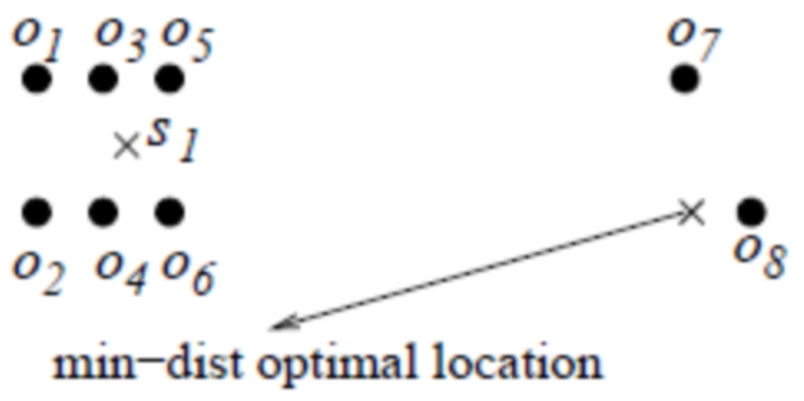 o1 o3 o5 o7
×s1
o2 o4 o6 o8
min−dist optimal location